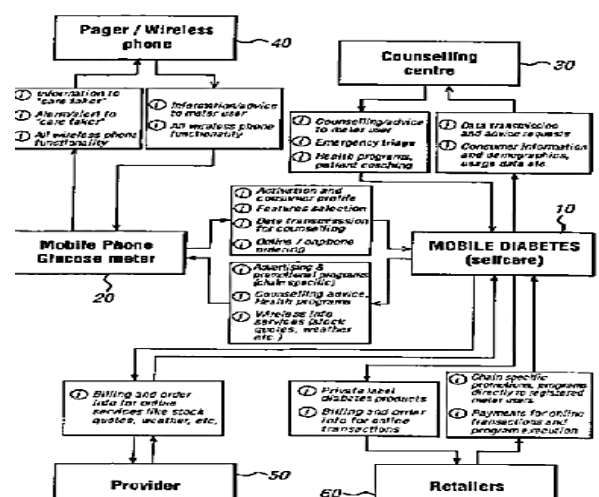 Pager / Wireless
phone
40
Counselling
centre
30
Information to
"care taker"
Alarm/alert to
"care taker"
All wireless phone
functionality
Information/advice
to meter user
All wireless phone
functionality
Counselling/advice
to meter user
Emergency triage
Health programs,
patient coaching
Data transmission
and advice requests
Consumer information
and demographics,
usage data etc.
Activation and
consumer profile
Features selection
Data transmission
for counselling
Online / onphone
ordering
10
Mobile Phone
Glucose meter
20
MOBILE DIABETES
(selfcare)
Advertising &
promotional programs
(chain specific)
Counselling advice,
Health programs
Wireless info
services (stock
quotes, weather
etc.)
Billing and order
info for online
services like stock
quotes, weather, etc.
Private label
diabetes products
Billing and order
info for online
transactions
Chain specific
promotions, programs
directly to registered
meter users
Payments for online
transactions and
program execution
Provider
50
Retailers
60